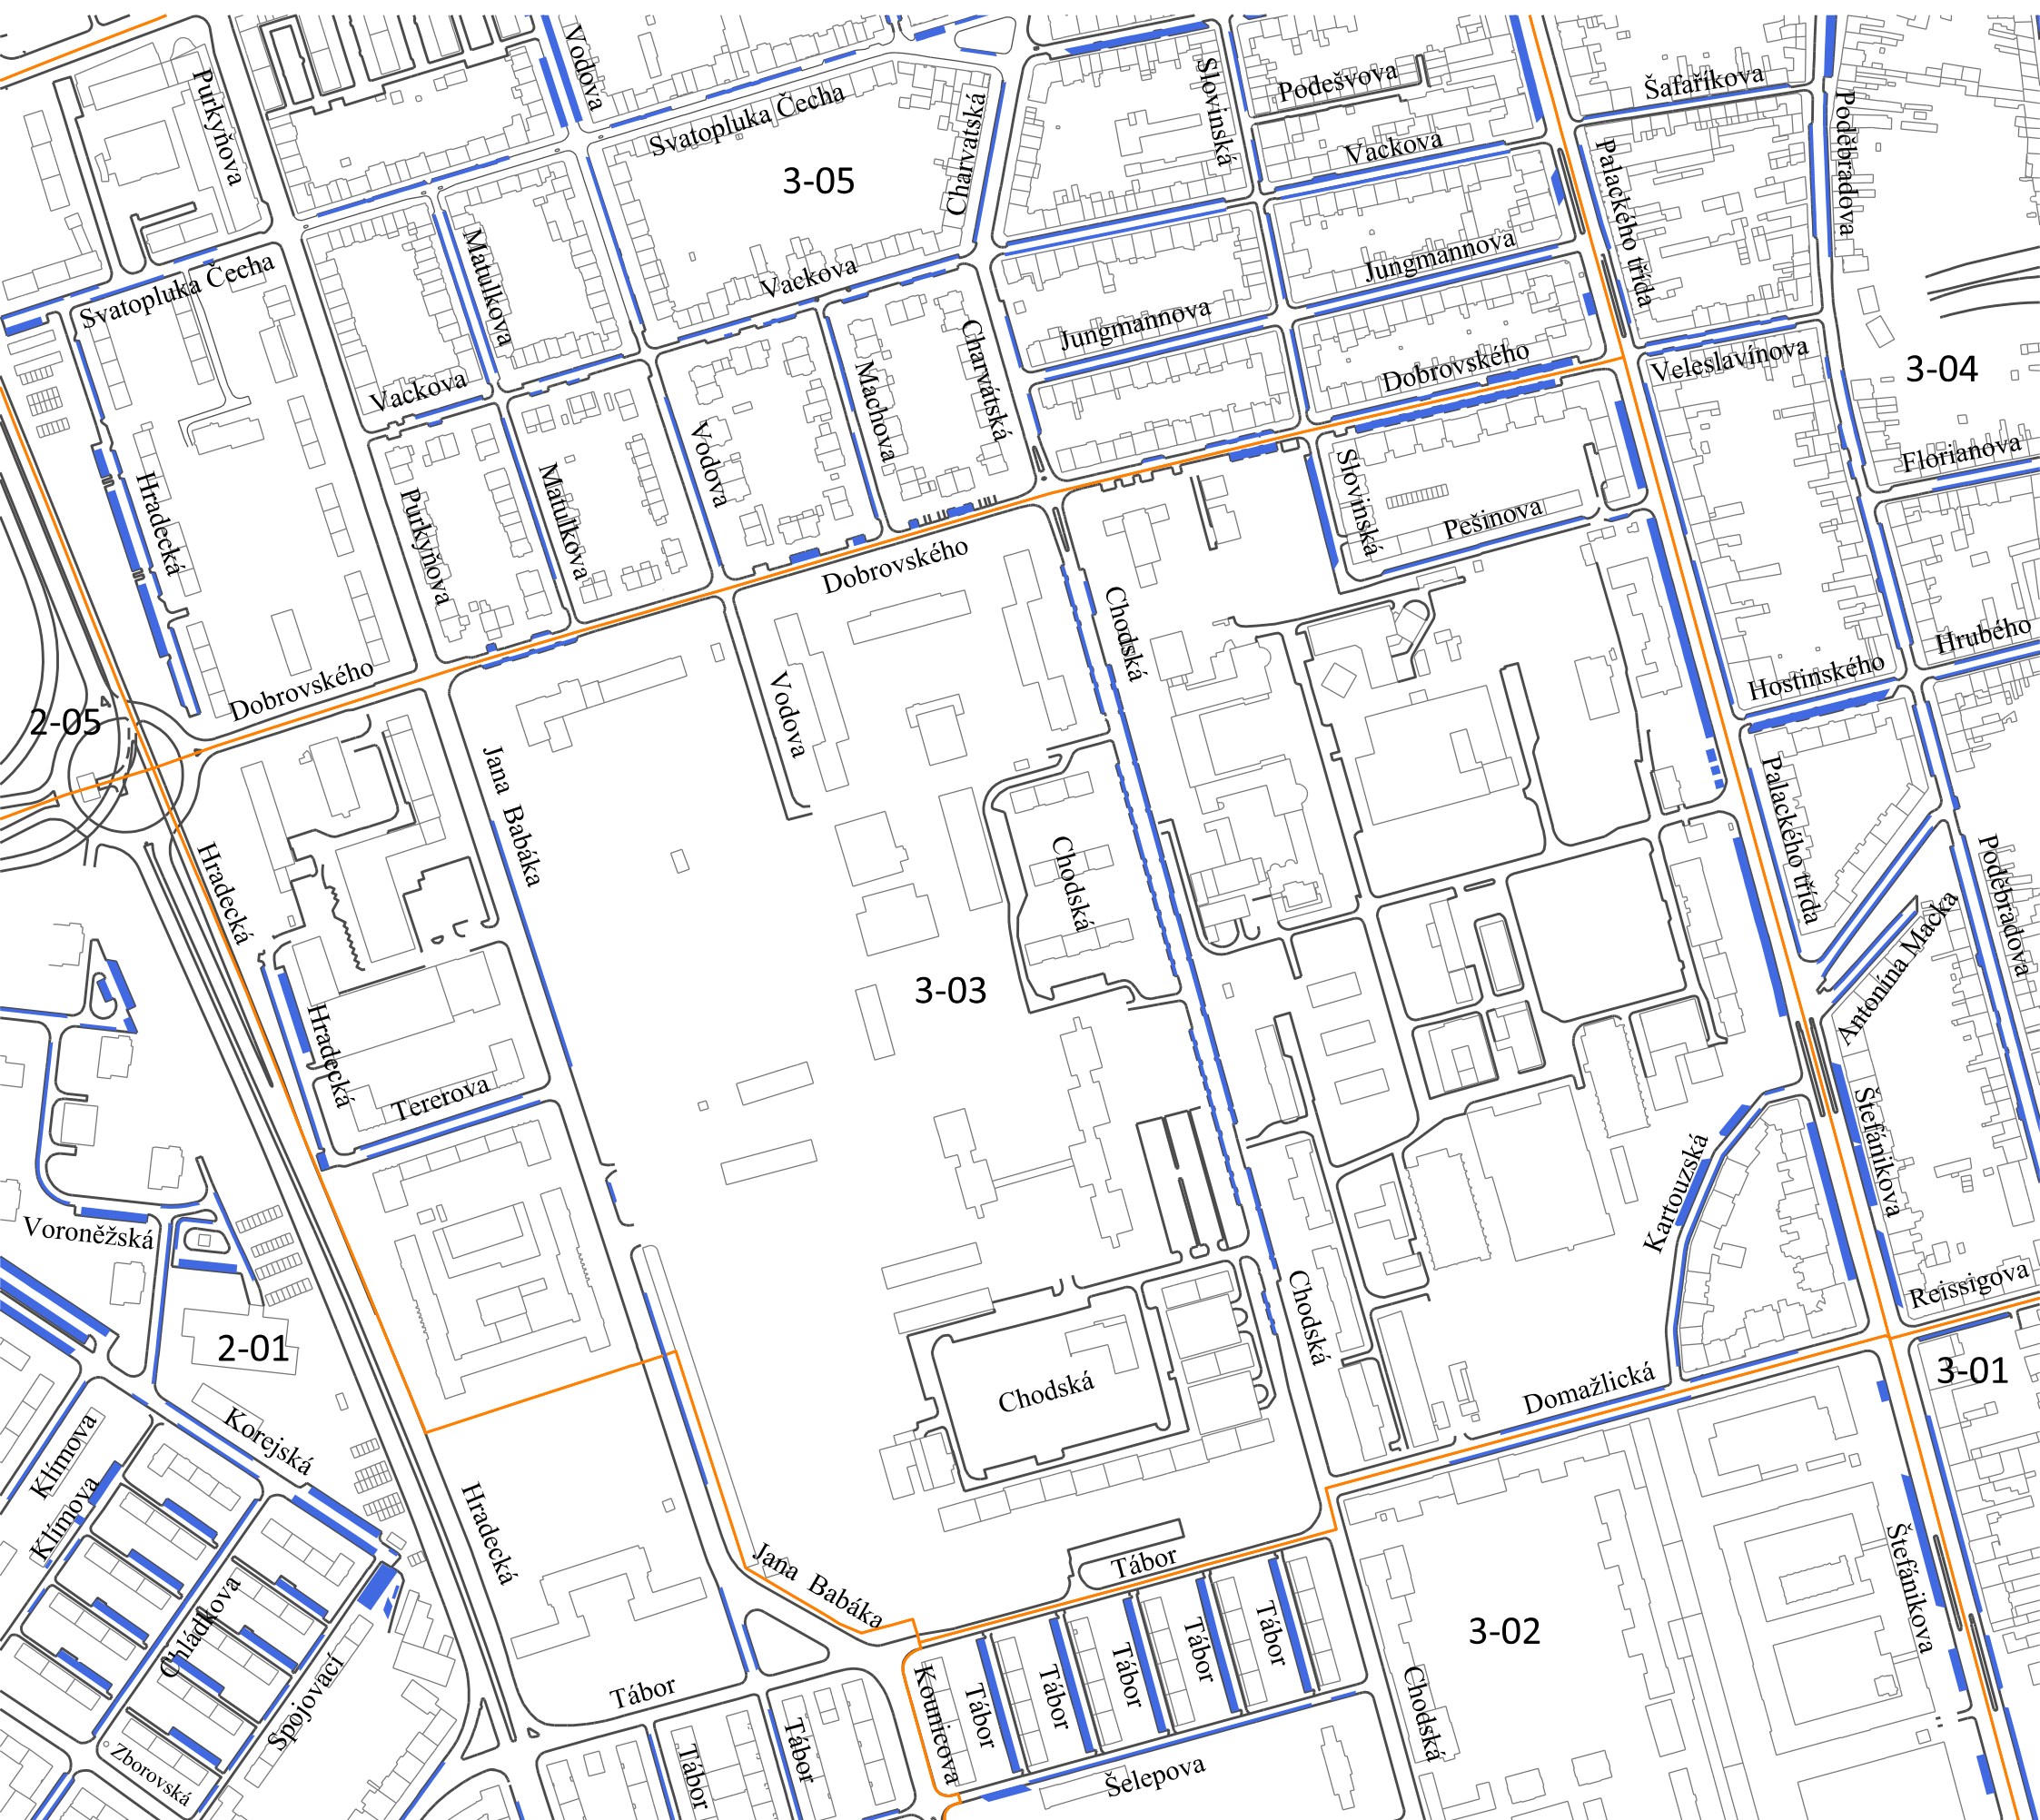 Vodova
Purkyňova
Svatopluka Čecha
Charvatská
Slovinská
Podešvova
Vackova
Šafaříkova
Poděbradova
3-05
Palackého třída
Svatopluka Čecha
Matulkova
Vackova
Jungmannova
Jungmannova
Vackova
Machova
Charvatská
Dobrovského
Veleslavínova
3-04
Hradecká
Purkyňova
Matulkova
Vodova
Dobrovského
Slovinská
Pešinova
Florianova
Chodská
Hrubého
Hostinského
Dobrovského
2-05
Vodova
Jana Babáka
Hradecká
Chodská
Palackého třída
Poděbradova
Antonína Macka
3-03
Hradecká
Tererova
Štefánikova
Kartouzská
Voroněžská
2-01
Chodská
Reissigova
3-01
Chodská
Domažlická
Klímova
Korejská
Klímova
Hradecká
Jana Babáka
Tábor
Štefánikova
3-02
Chládkova
Spojovací
Zborovská
Tábor
Kounicova
Tábor
Tábor
Tábor
Tábor
Tábor
Chodská
Tábor
Tábor
Šelepova